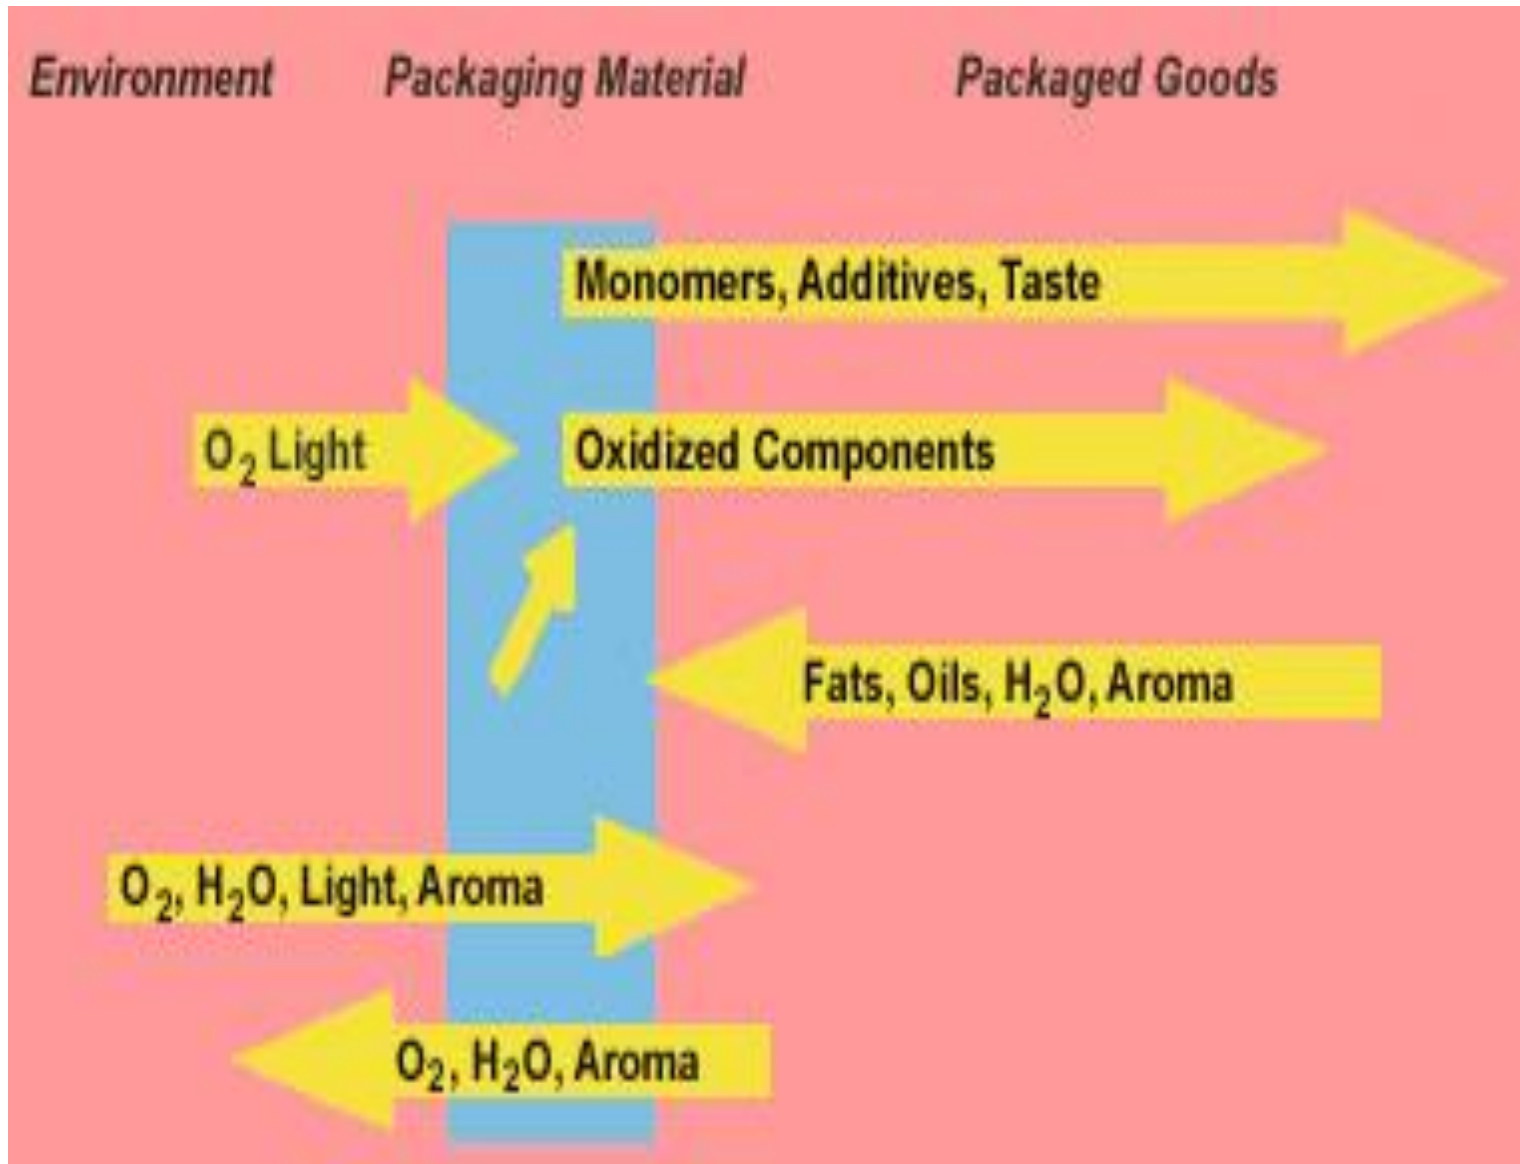 Environment Packaging Material Packaged Goods
Monomers, Additives, Taste
O₂ Light Oxidized Components
Fats, Oils, H₂O, Aroma
O₂, H₂O, Light, Aroma
O₂, H₂O, Aroma